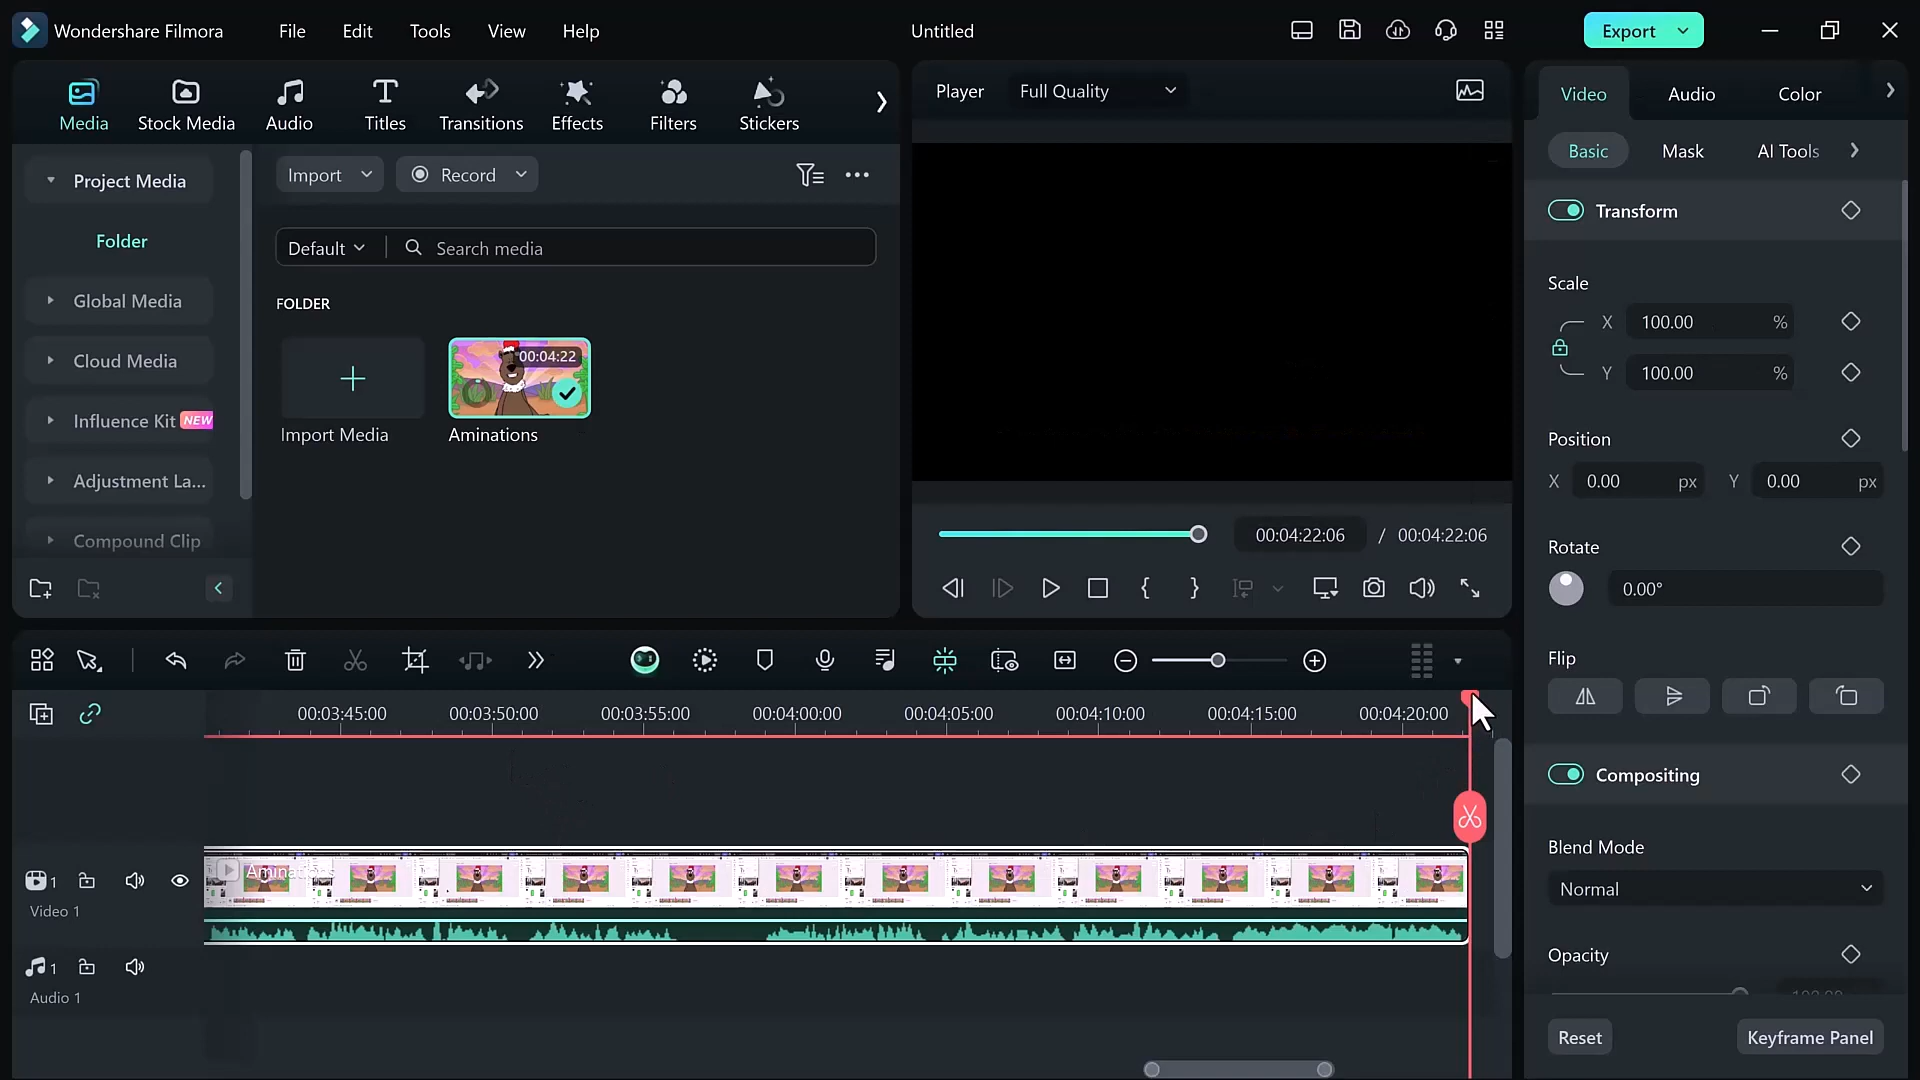 Wondershare Filmora
File
Edit
Tools
View
Help
Untitled
Export
Media
Stock Media
Audio
Titles
Transitions
Effects
Filters
Stickers
Player
Full Quality
Video
Audio
Color
Basic
Mask
AI Tools
Project Media
Folder
Global Media
Cloud Media
Influence Kit NEW
Adjustment La...
Compound Clip
Import
Record
Default
Search media
FOLDER
00:04:22
Import Media
Aminations
00:04:22:06 / 00:04:22:06
Transform
Scale
X 100.00 %
Y 100.00 %
Position
X 0.00 px Y 0.00 px
Rotate
0.00°
Flip
Compositing
Blend Mode
Normal
Opacity
Reset
Keyframe Panel
00:03:45:00
00:03:50:00
00:03:55:00
00:04:00:00
00:04:05:00
00:04:10:00
00:04:15:00
00:04:20:00
Aminations
1
Video 1
1
Audio 1